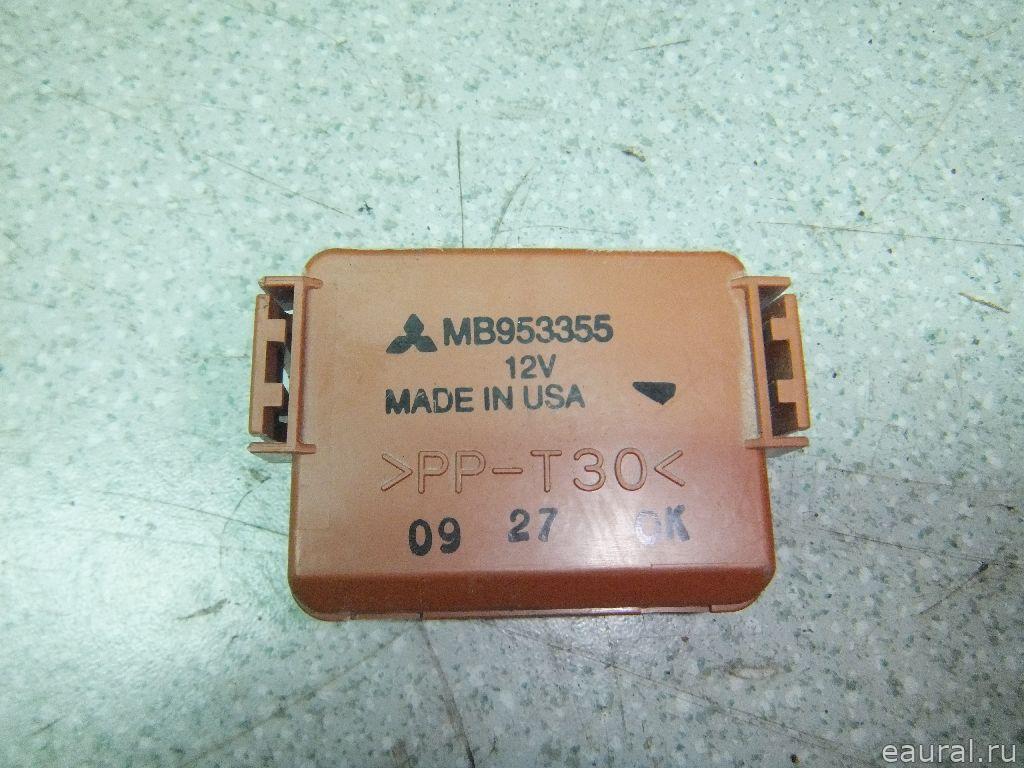 MB953355
12V
MADE IN USA
>PP-T30<
09 27 OK
eaural.ru